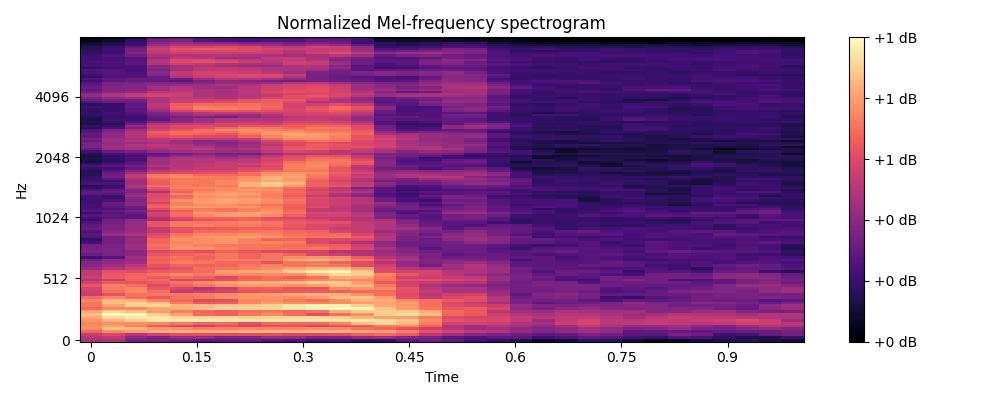 Normalized Mel-frequency spectrogram
Hz
4096
2048
1024
512
0
0 0.15 0.3 0.45 0.6 0.75 0.9
Time
+1 dB
+1 dB
+1 dB
+0 dB
+0 dB
+0 dB